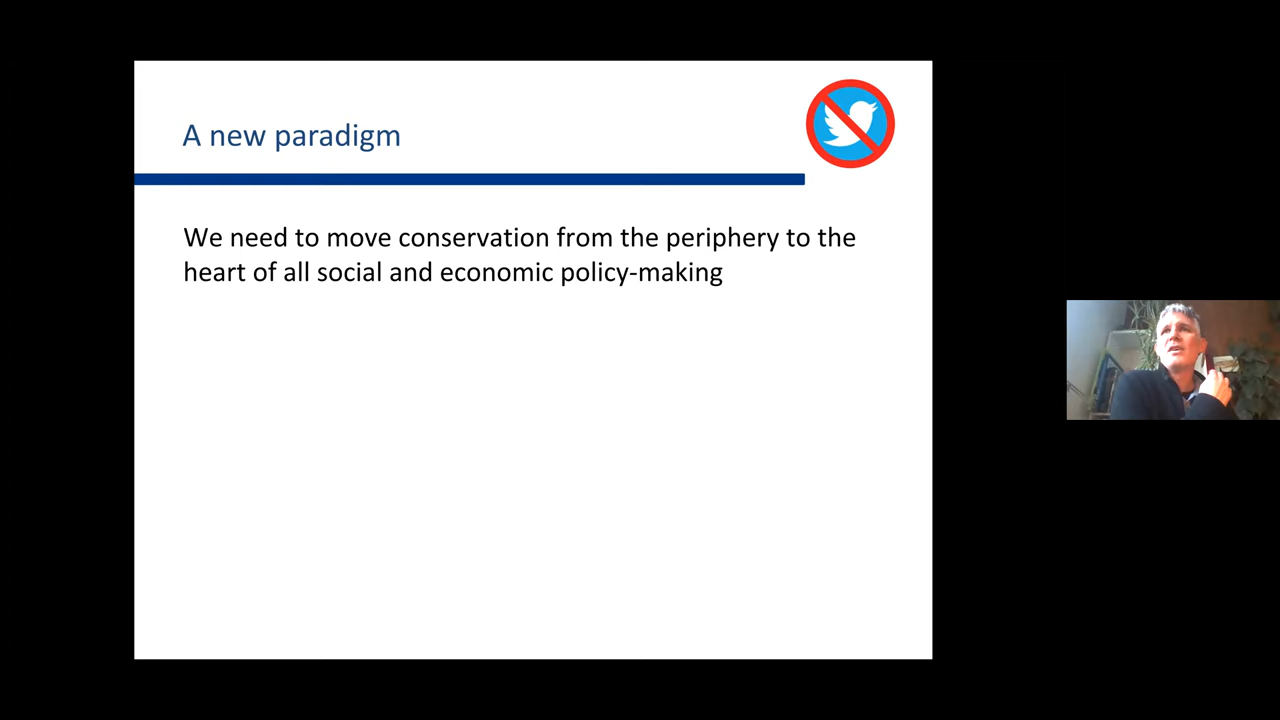 A new paradigm
We need to move conservation from the periphery to the
heart of all social and economic policy-making